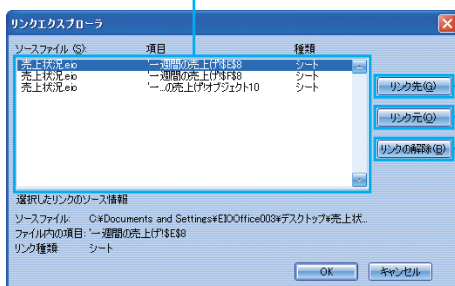 リンクエクスプローラ
ソースファイル(S): 項目 種類
売上状況.eio '一週間の売上げ'!$E$8 シート
売上状況.eio '一週間の売上げ'!$F$8 シート
売上状況.eio '一...の売上げ'!オブジェクト10 シート
リンク先(G)
リンク元(O)
リンクの解除(B)
選択したリンクのソース情報
ソースファイル: C:¥Documents and Settings¥EIOOffice003¥デスクトップ¥売上状...
ファイル内の項目: '一週間の売上げ'!$E$8
リンク種類: シート
OK キャンセル